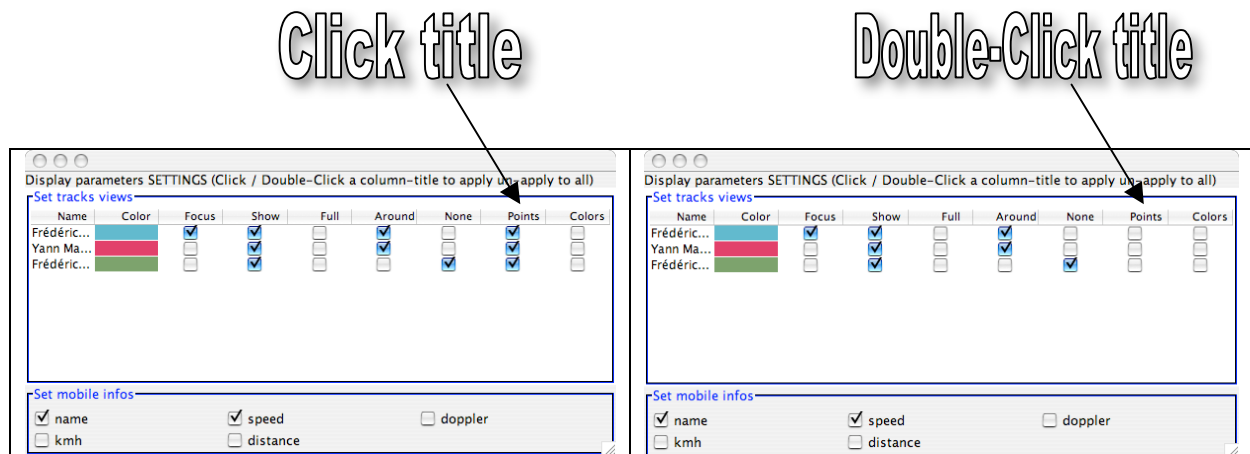 Click title
Double-Click title
Display parameters SETTINGS (Click / Double-Click a column-title to apply un-apply to all)
Set tracks views
Name Color Focus Show Full Around None Points Colors
Frédéric...
Yann Ma...
Frédéric...
Set mobile infos
name speed doppler
kmh distance
Display parameters SETTINGS (Click / Double-Click a column-title to apply un-apply to all)
Set tracks views
Name Color Focus Show Full Around None Points Colors
Frédéric...
Yann Ma...
Frédéric...
Set mobile infos
name speed doppler
kmh distance